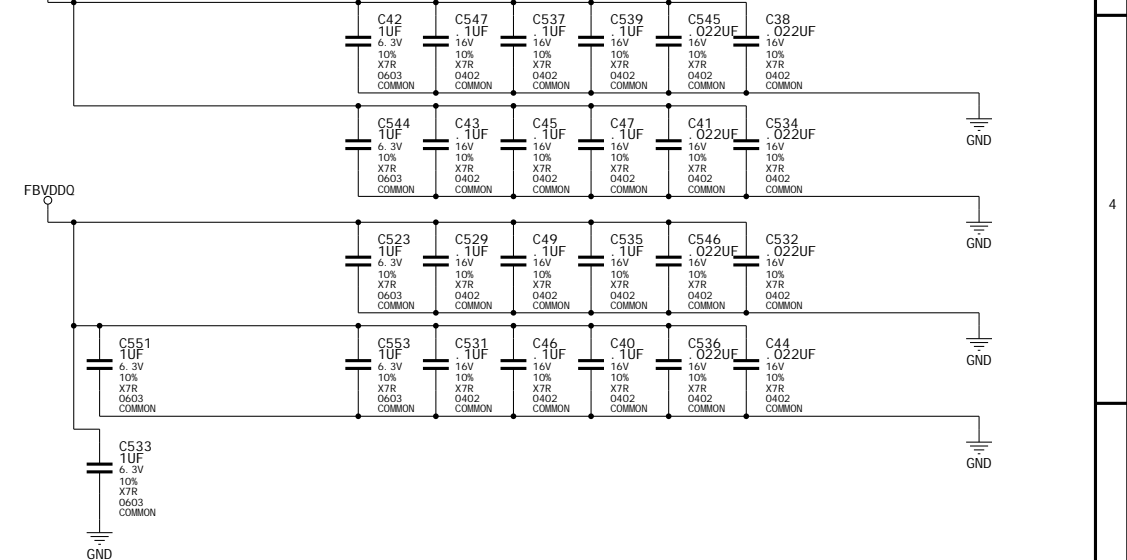 C42
1UF
6.3V
10%
X7R
0603
COMMON
C547
.1UF
16V
10%
X7R
0402
COMMON
C537
.1UF
16V
10%
X7R
0402
COMMON
C539
.1UF
16V
10%
X7R
0402
COMMON
C545
.022UF
16V
10%
X7R
0402
COMMON
C38
.022UF
16V
10%
X7R
0402
COMMON
GND
C544
1UF
6.3V
10%
X7R
0603
COMMON
C43
.1UF
16V
10%
X7R
0402
COMMON
C45
.1UF
16V
10%
X7R
0402
COMMON
C47
.1UF
16V
10%
X7R
0402
COMMON
C41
.022UF
16V
10%
X7R
0402
COMMON
C534
.022UF
16V
10%
X7R
0402
COMMON
GND
4
FBVDDQ
C523
1UF
6.3V
10%
X7R
0603
COMMON
C529
.1UF
16V
10%
X7R
0402
COMMON
C49
.1UF
16V
10%
X7R
0402
COMMON
C535
.1UF
16V
10%
X7R
0402
COMMON
C546
.022UF
16V
10%
X7R
0402
COMMON
C532
.022UF
16V
10%
X7R
0402
COMMON
GND
C551
1UF
6.3V
10%
X7R
0603
COMMON
C553
1UF
6.3V
10%
X7R
0603
COMMON
C531
.1UF
16V
10%
X7R
0402
COMMON
C46
.1UF
16V
10%
X7R
0402
COMMON
C40
.1UF
16V
10%
X7R
0402
COMMON
C536
.022UF
16V
10%
X7R
0402
COMMON
C44
.022UF
16V
10%
X7R
0402
COMMON
GND
C533
1UF
6.3V
10%
X7R
0603
COMMON
GND